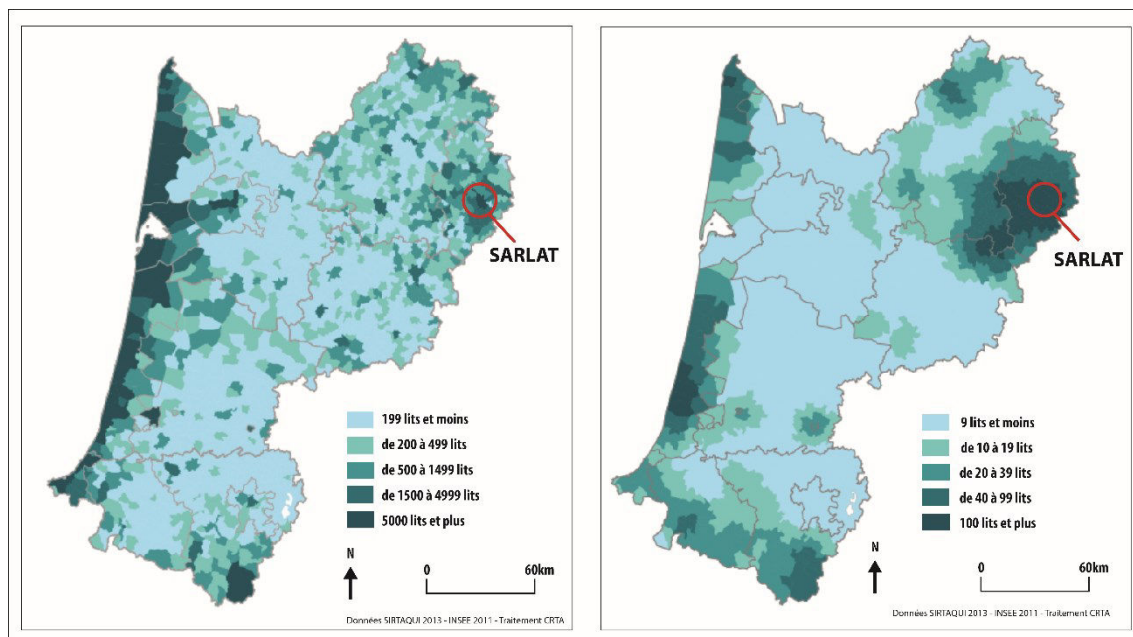 SARLAT
199 lits et moins
de 200 à 499 lits
de 500 à 1499 lits
de 1500 à 4999 lits
5000 lits et plus
N
0 60km
Données SIRTAQUI 2013 - INSEE 2011 - Traitement CRTA
SARLAT
9 lits et moins
de 10 à 19 lits
de 20 à 39 lits
de 40 à 99 lits
100 lits et plus
N
0 60km
Données SIRTAQUI 2013 - INSEE 2011 - Traitement CRTA